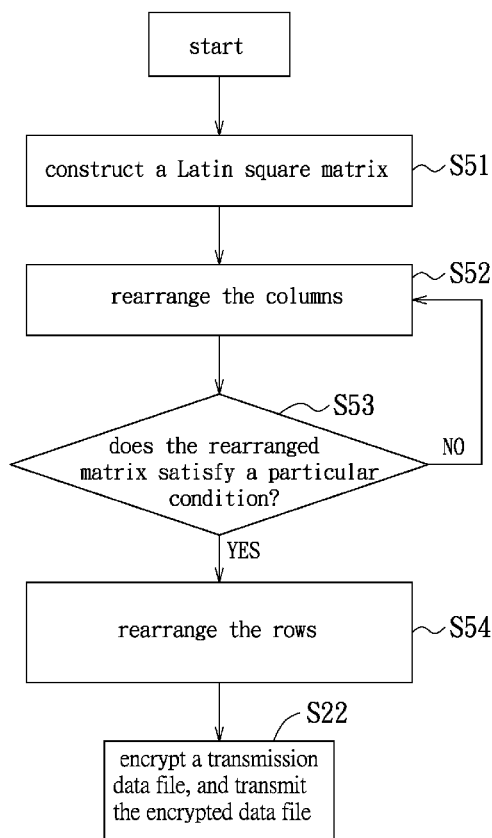 start
construct a Latin square matrix
S51
S52
rearrange the columns
S53
does the rearranged
matrix satisfy a particular
condition?
NO
YES
rearrange the rows
S54
S22
encrypt a transmission
data file, and transmit
the encrypted data file